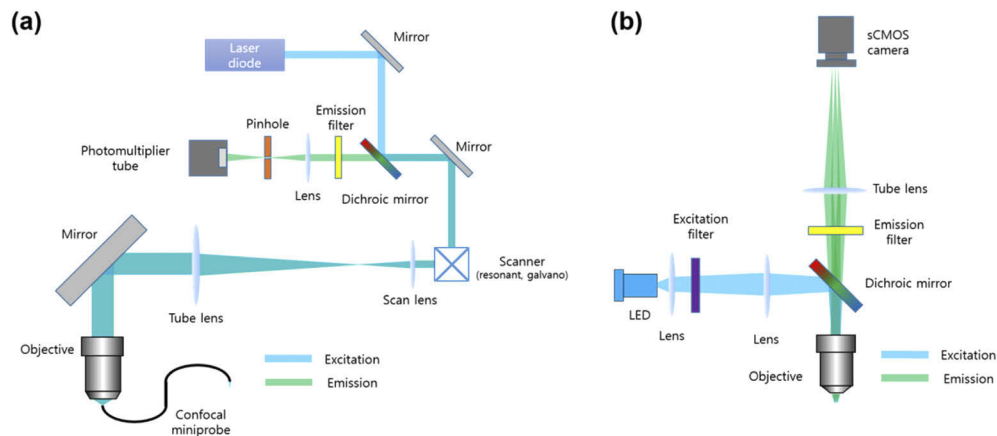 (a)
Mirror
Laser
diode
Emission
filter
Pinhole
Mirror
Photomultiplier
tube
Lens
Dichroic mirror
Mirror
Scanner
(resonant, galvano)
Scan lens
Tube lens
Objective
Excitation
Emission
Confocal
miniprobe
(b)
sCMOS
camera
Tube lens
Excitation
filter
Emission
filter
Dichroic mirror
LED
Lens
Lens
Excitation
Objective
Emission